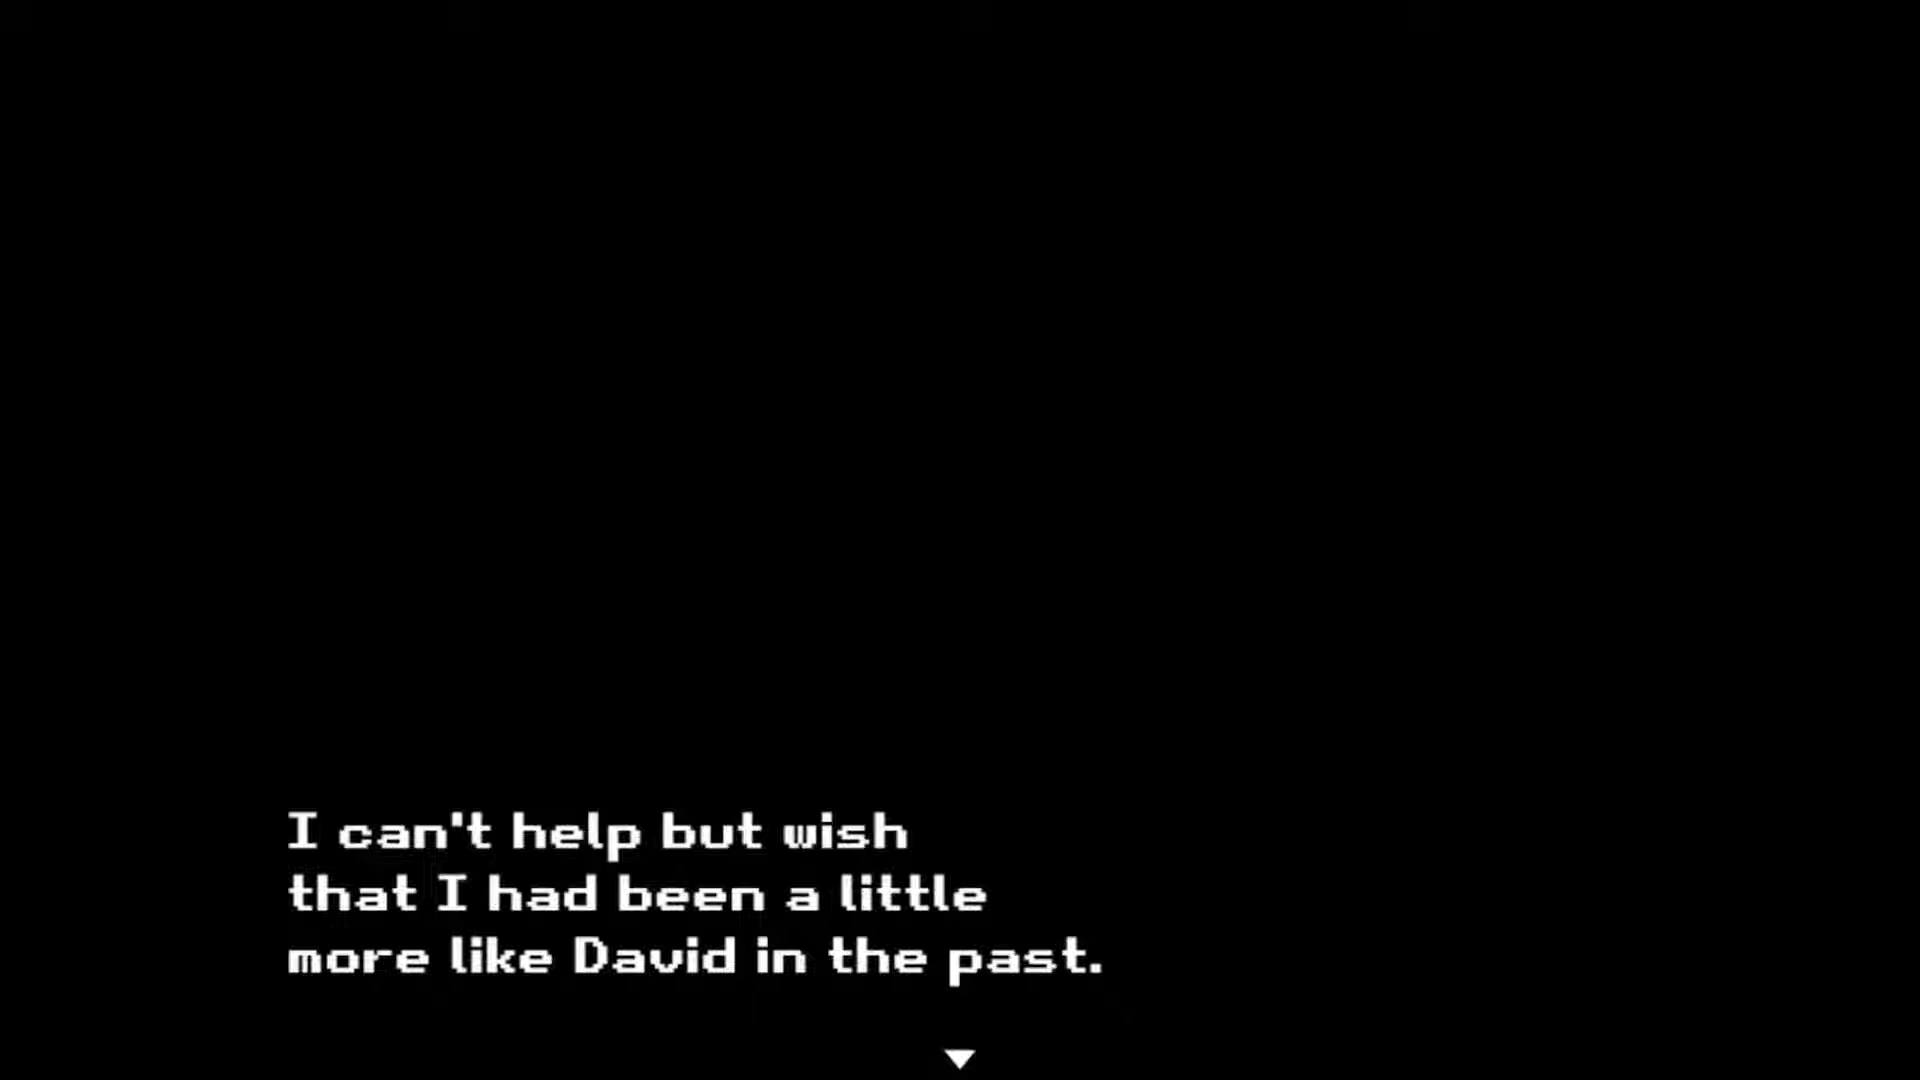 I can't help but wish
that I had been a little
more like David in the past.